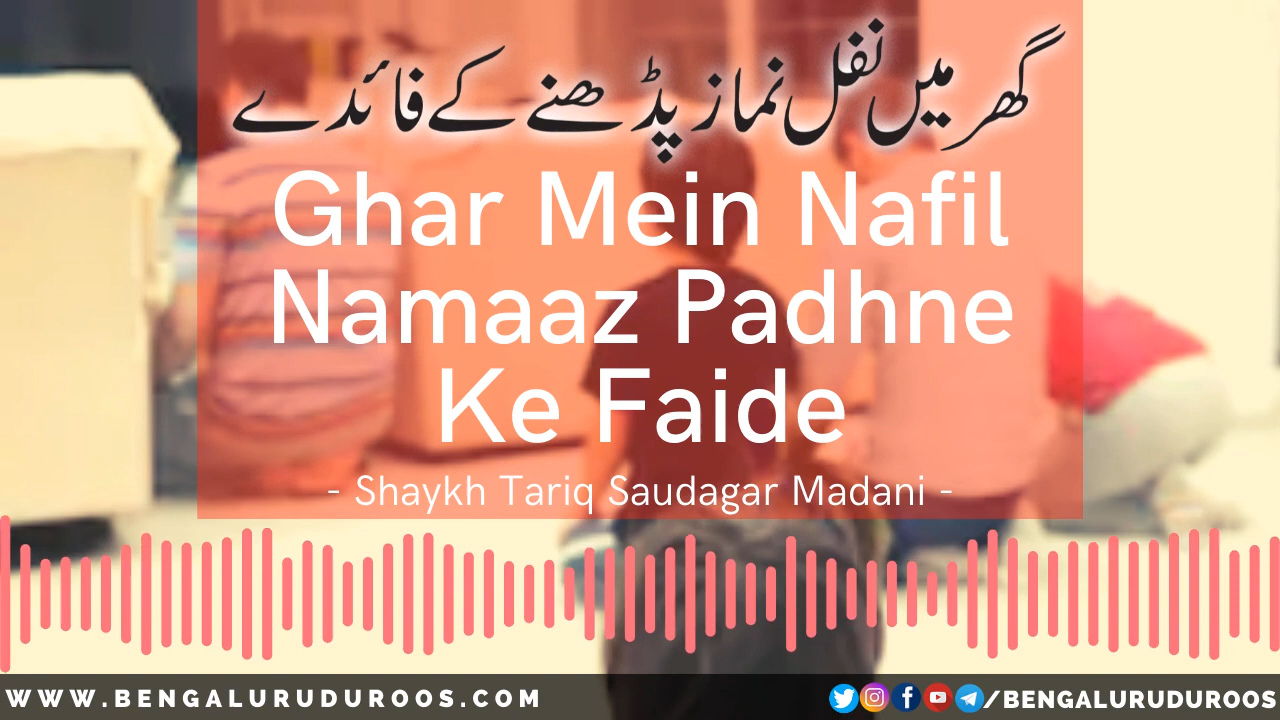 گھر میں نفل نماز پڈھنے کے فائدے
Ghar Mein Nafil
Namaaz Padhne
Ke Faide
- Shaykh Tariq Saudagar Madani -
WWW.BENGALURUDUROOS.COM
/BENGALURUDUROOS